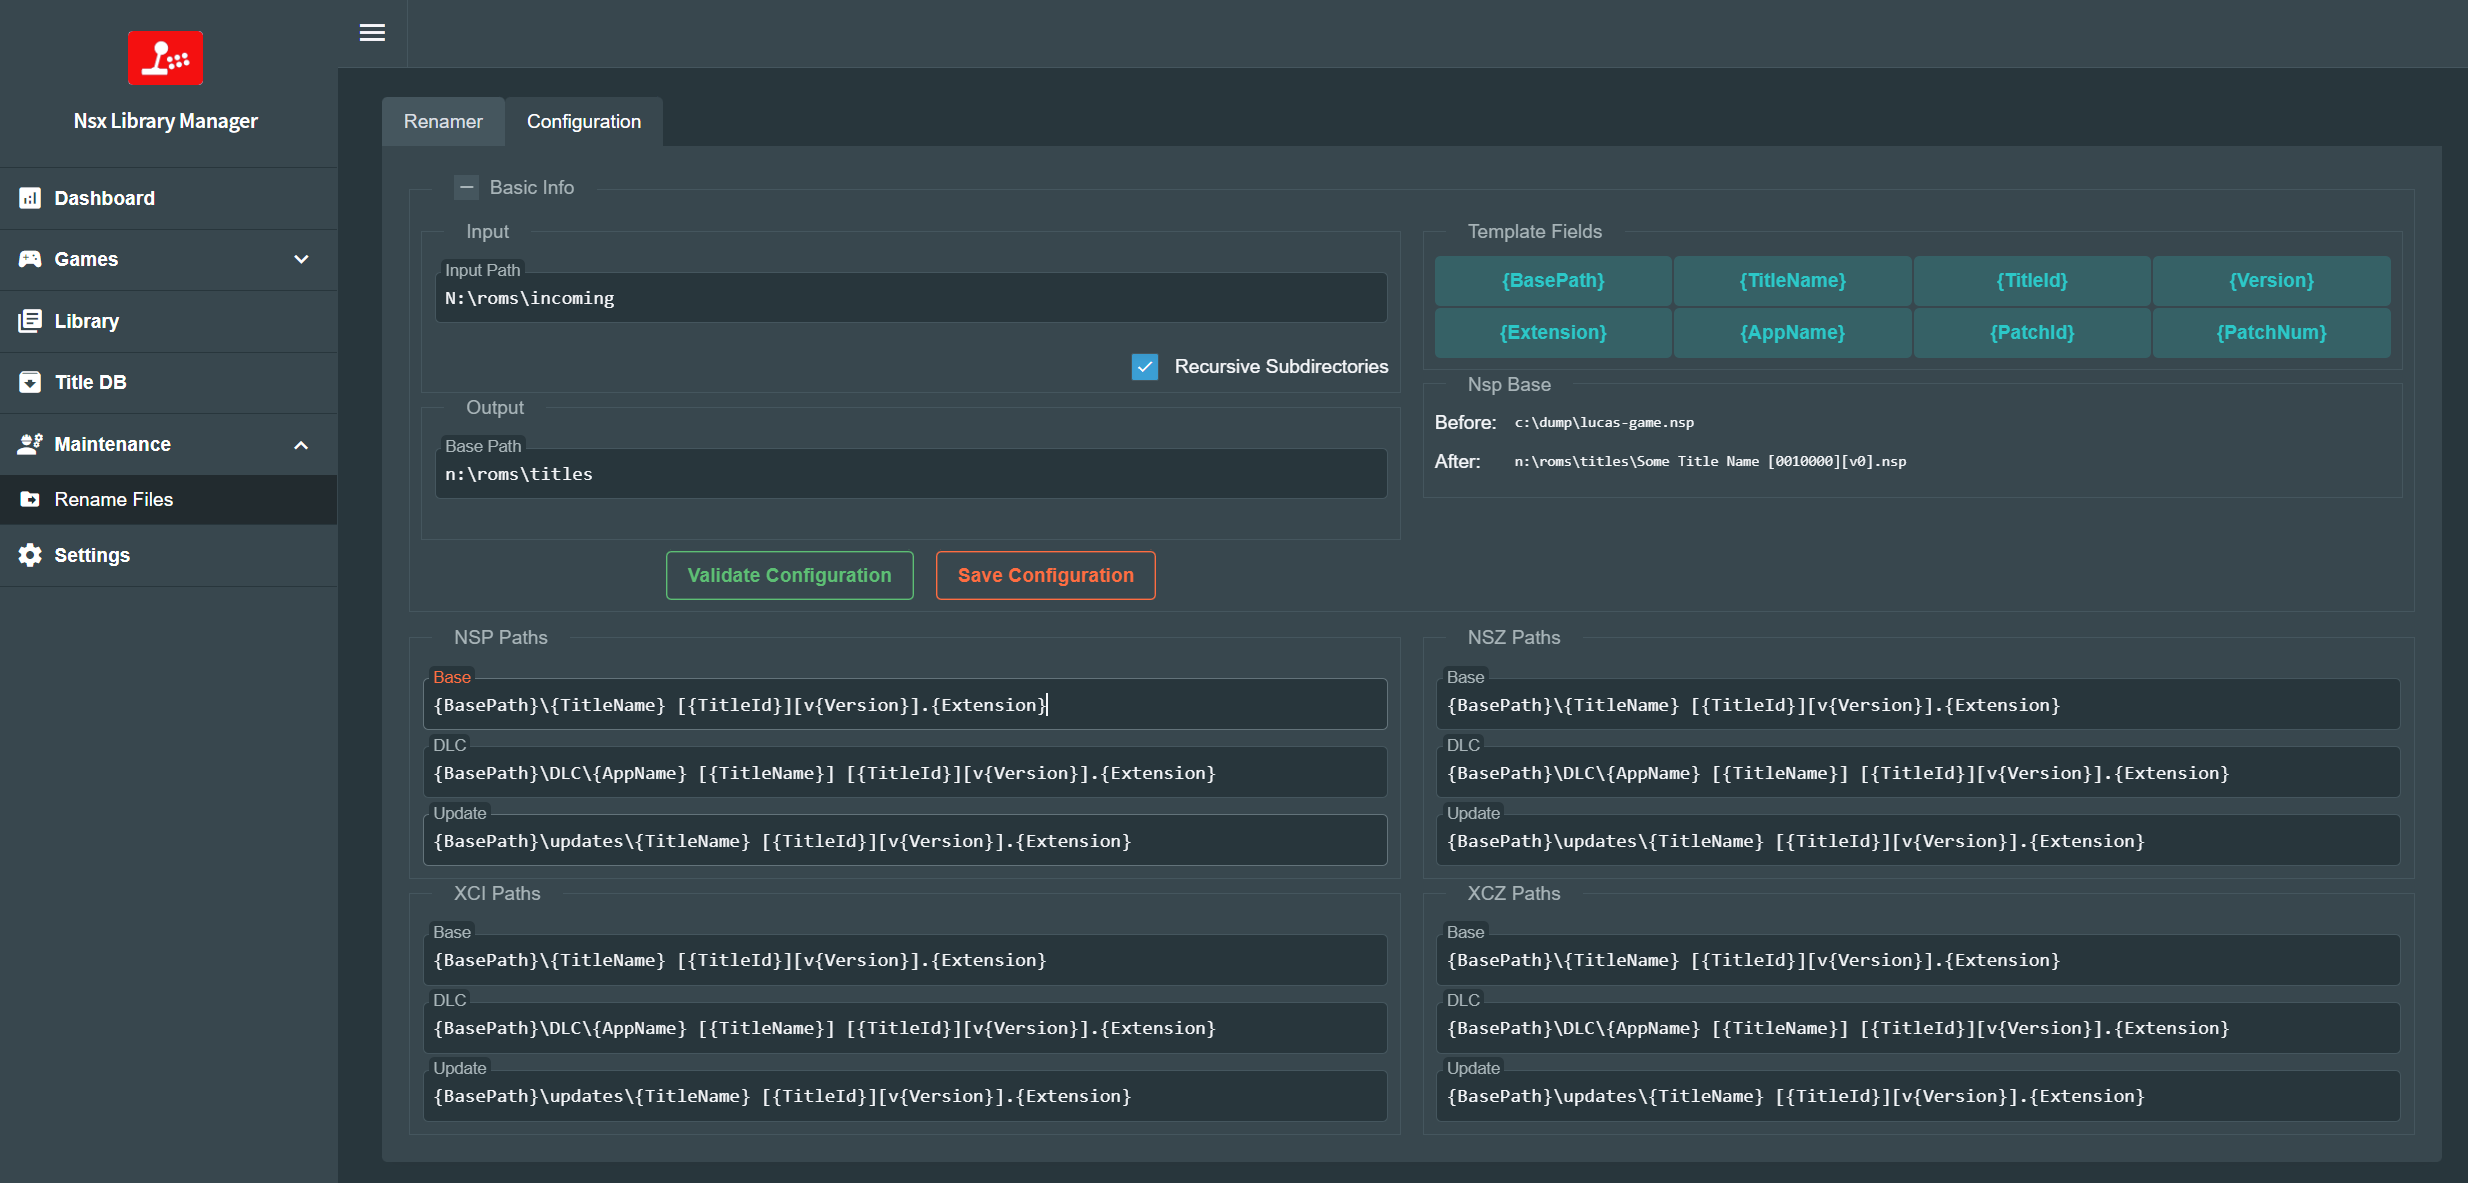 Nsx Library Manager
Dashboard
Games
Library
Title DB
Maintenance
Rename Files
Settings
Renamer
Configuration
Basic Info
Input
Input Path
N:\roms\incoming
Recursive Subdirectories
Output
Base Path
n:\roms\titles
Validate Configuration
Save Configuration
Template Fields
{BasePath}
{TitleName}
{TitleId}
{Version}
{Extension}
{AppName}
{PatchId}
{PatchNum}
Nsp Base
Before: c:\dump\lucas-game.nsp
After: n:\roms\titles\Some Title Name [0010000][v0].nsp
NSP Paths
Base
{BasePath}\{TitleName} [{TitleId}][v{Version}].{Extension}
DLC
{BasePath}\DLC\{AppName} [{TitleName}] [{TitleId}][v{Version}].{Extension}
Update
{BasePath}\updates\{TitleName} [{TitleId}][v{Version}].{Extension}
NSZ Paths
Base
{BasePath}\{TitleName} [{TitleId}][v{Version}].{Extension}
DLC
{BasePath}\DLC\{AppName} [{TitleName}] [{TitleId}][v{Version}].{Extension}
Update
{BasePath}\updates\{TitleName} [{TitleId}][v{Version}].{Extension}
XCI Paths
Base
{BasePath}\{TitleName} [{TitleId}][v{Version}].{Extension}
DLC
{BasePath}\DLC\{AppName} [{TitleName}] [{TitleId}][v{Version}].{Extension}
Update
{BasePath}\updates\{TitleName} [{TitleId}][v{Version}].{Extension}
XCZ Paths
Base
{BasePath}\{TitleName} [{TitleId}][v{Version}].{Extension}
DLC
{BasePath}\DLC\{AppName} [{TitleName}] [{TitleId}][v{Version}].{Extension}
Update
{BasePath}\updates\{TitleName} [{TitleId}][v{Version}].{Extension}